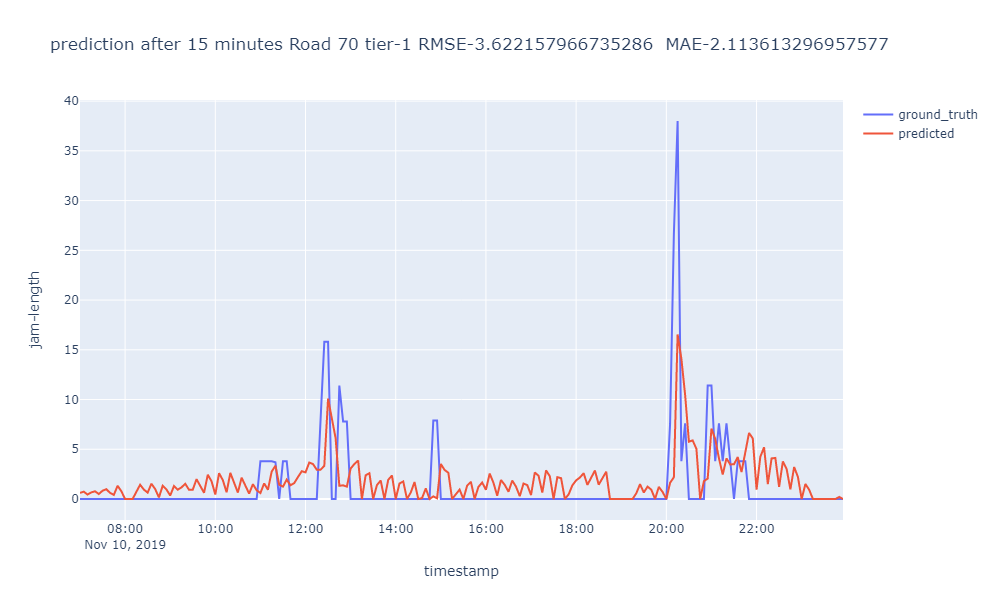 prediction after 15 minutes Road 70 tier-1 RMSE-3.622157966735286  MAE-2.113613296957577
ground_truth
predicted
jam-length
40
35
30
25
20
15
10
5
0
08:00 10:00 12:00 14:00 16:00 18:00 20:00 22:00
Nov 10, 2019
timestamp